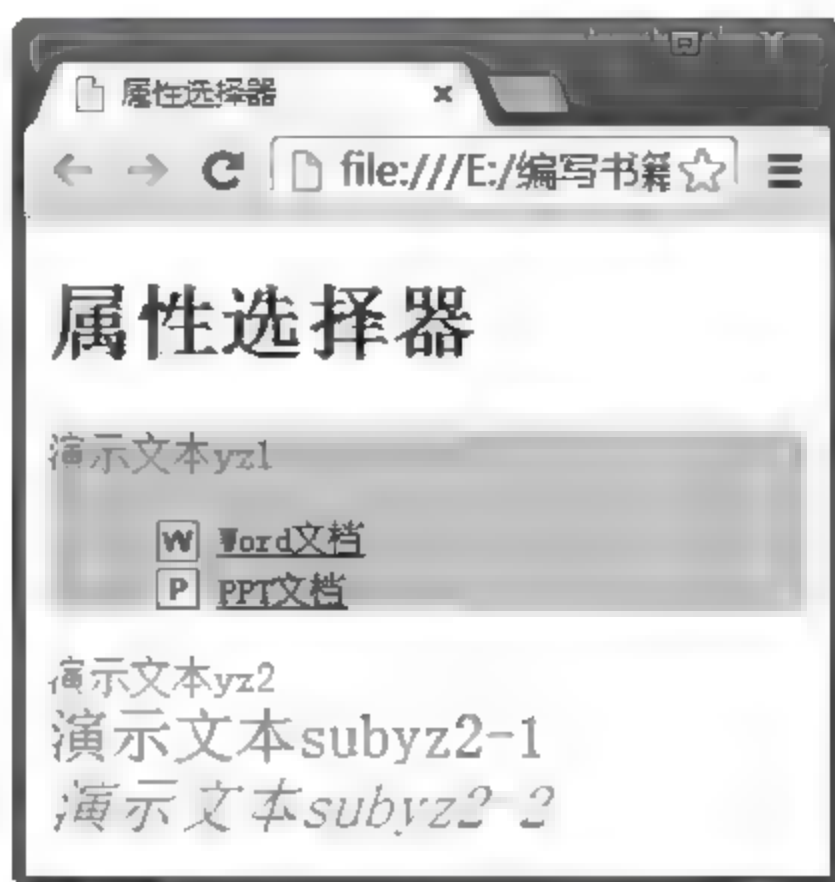 属性选择器
file:///E:/编写书籍
属性选择器
演示文本yz1
W Word文档
P PPT文档
演示文本yz2
演示文本subyz2-1
演示文本subyz2-2